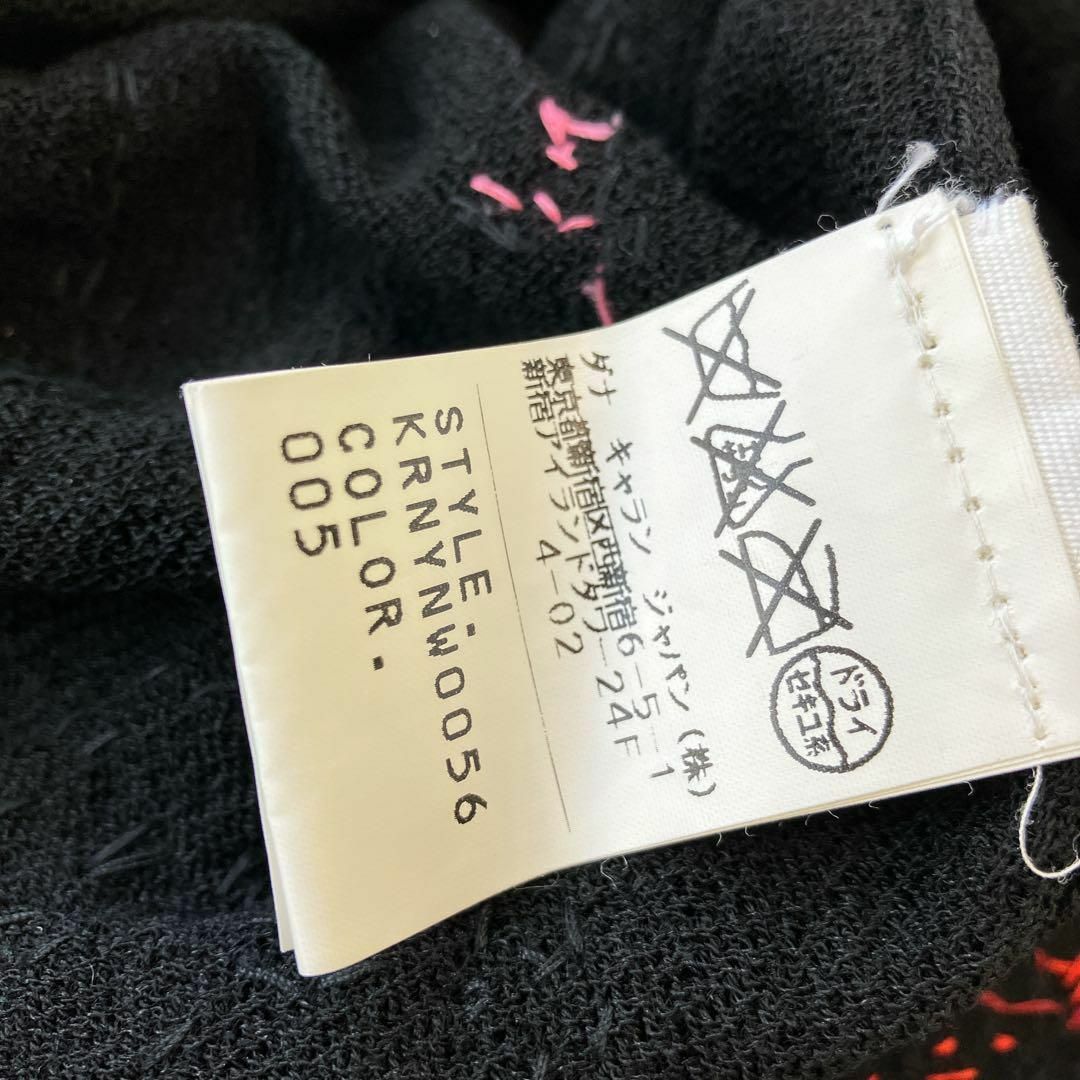 ドライ
セキユ系
ダナ キャラン ジャパン(株)
東京都新宿区西新宿6-5-1
新宿アイランドタワー24F
4-02
STYLE.
KRNYNW0056
COLOR.
005